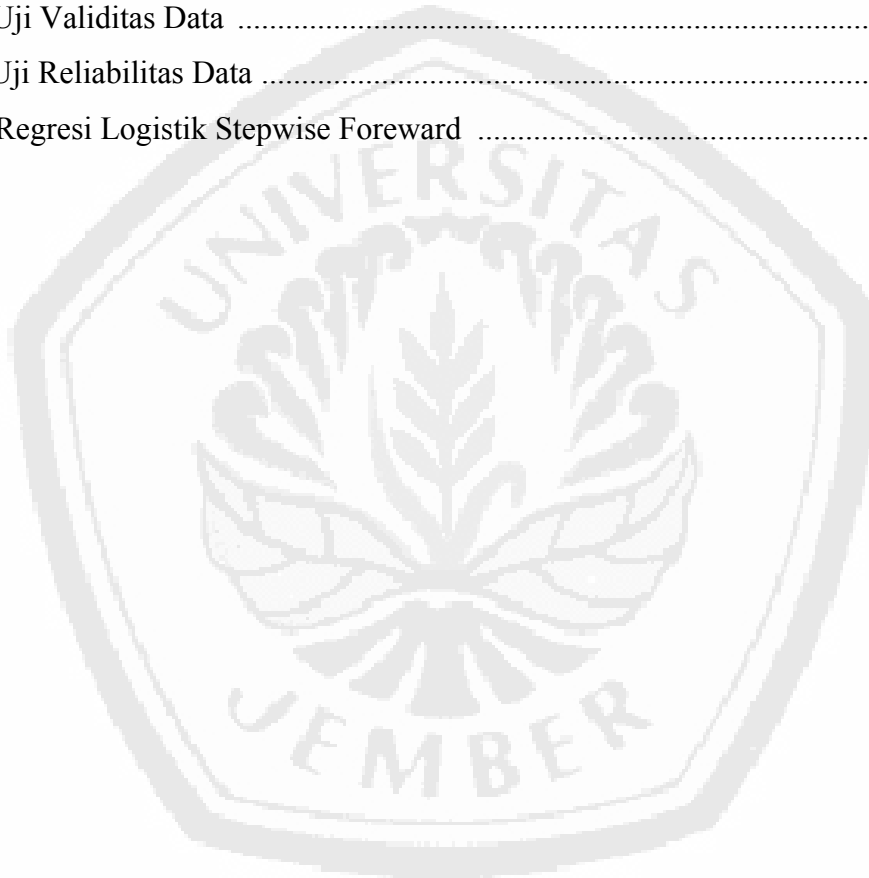 Uji Validitas Data ....................................................................................
Uji Reliabilitas Data .................................................................................
Regresi Logistik Stepwise Foreward ....................................................
UNIVERSITAS
JEMBER